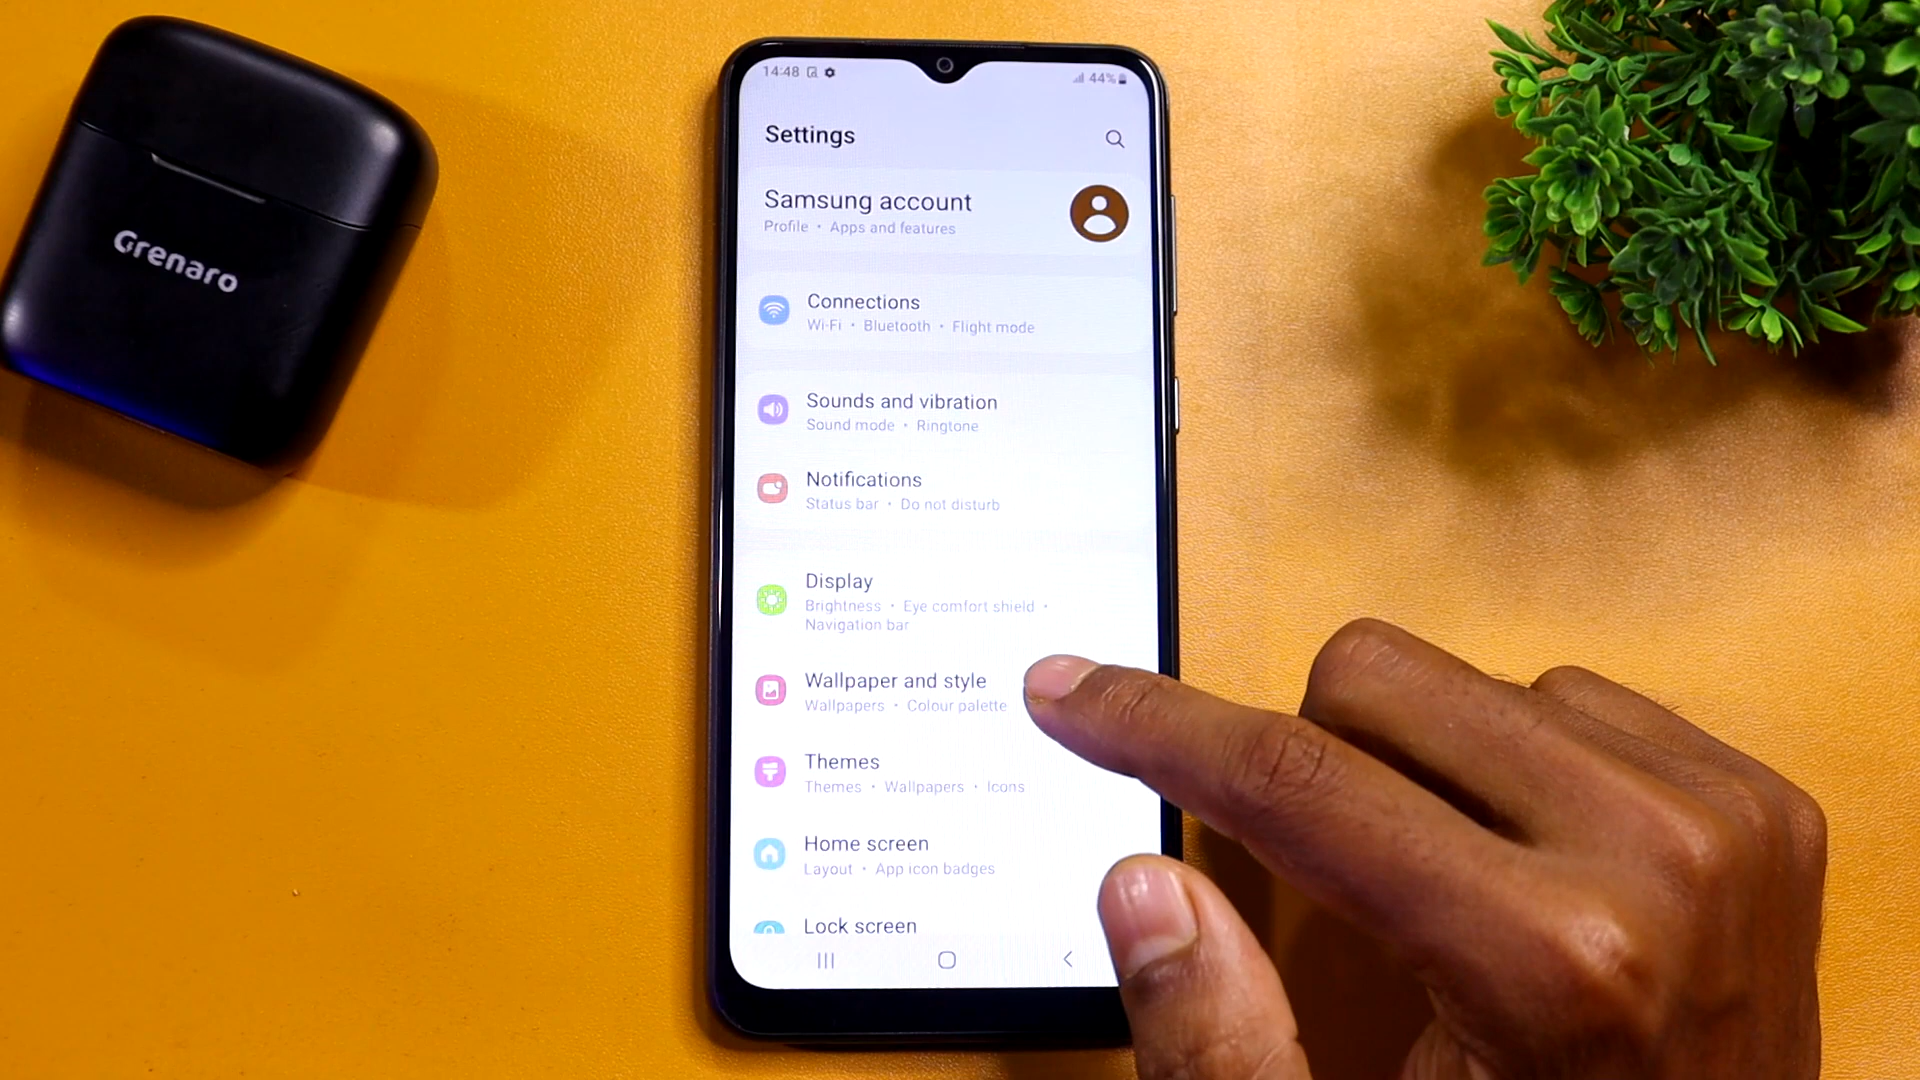 Grenaro
14:48
44%
Settings
Samsung account
Profile • Apps and features
Connections
Wi-Fi • Bluetooth • Flight mode
Sounds and vibration
Sound mode • Ringtone
Notifications
Status bar • Do not disturb
Display
Brightness • Eye comfort shield •
Navigation bar
Wallpaper and style
Wallpapers • Colour palette
Themes
Themes • Wallpapers • Icons
Home screen
Layout • App icon badges
Lock screen